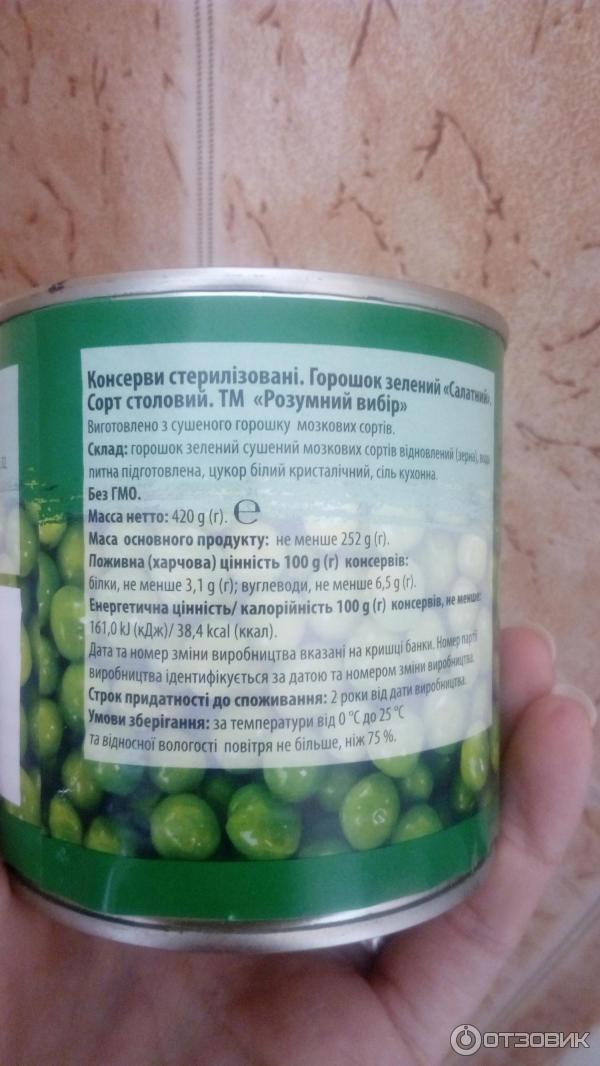 Консерви стерилізовані. Горошок зелений «Салатний».
Сорт столовий. ТМ «Розумний вибір»
Виготовлено з сушеного горошку мозкових сортів.
Склад: горошок зелений сушений мозкових сортів відновлений (зерна), вода
питна підготовлена, цукор білий кристалічний, сіль кухонна.
Без ГМО.
Масса нетто: 420 g (г). ℮
Маса основного продукту: не менше 252 g (г).
Поживна (харчова) цінність 100 g (г) консервів:
білки, не менше 3,1 g (г); вуглеводи, не менше 6,5 g (г).
Енергетична цінність/ калорійність 100 g (г) консервів, не менше:
161,0 kJ (кДж)/ 38,4 kcal (ккал).
Дата та номер зміни виробництва вказані на кришці банки. Номер партії
виробництва ідентифікується за датою та номером зміни виробництва.
Строк придатності до споживання: 2 роки від дати виробництва.
Умови зберігання: за температури від 0 °С до 25 °С
та відносної вологості повітря не більше, ніж 75 %.
ОТЗОВИК